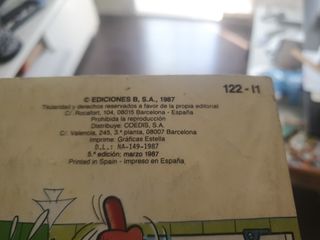 © EDICIONES B, S.A., 1987
Titularidad y derechos reservados a favor de la propia editorial
C/. Rocafort, 104, 08015 Barcelona - España
Prohibida la reproducción
Distribuye: COEDIS, S.A.
C/. Valencia, 245, 3.ª planta, 08007 Barcelona
Imprime: Gráficas Estella
D.L.: NA-149-1987
5.ª edición: marzo 1987
Printed in Spain - impreso en España
122 - I1